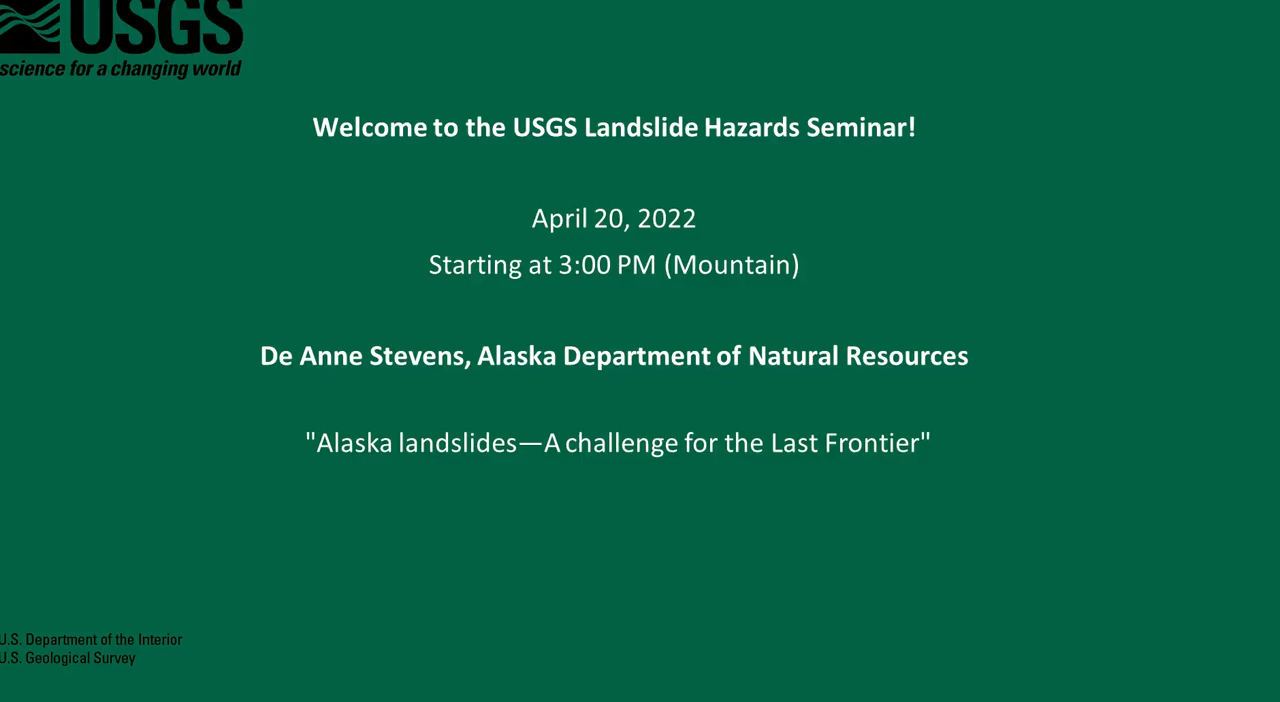 USGS
science for a changing world
Welcome to the USGS Landslide Hazards Seminar!
April 20, 2022
Starting at 3:00 PM (Mountain)
De Anne Stevens, Alaska Department of Natural Resources
"Alaska landslides—A challenge for the Last Frontier"
U.S. Department of the Interior
U.S. Geological Survey